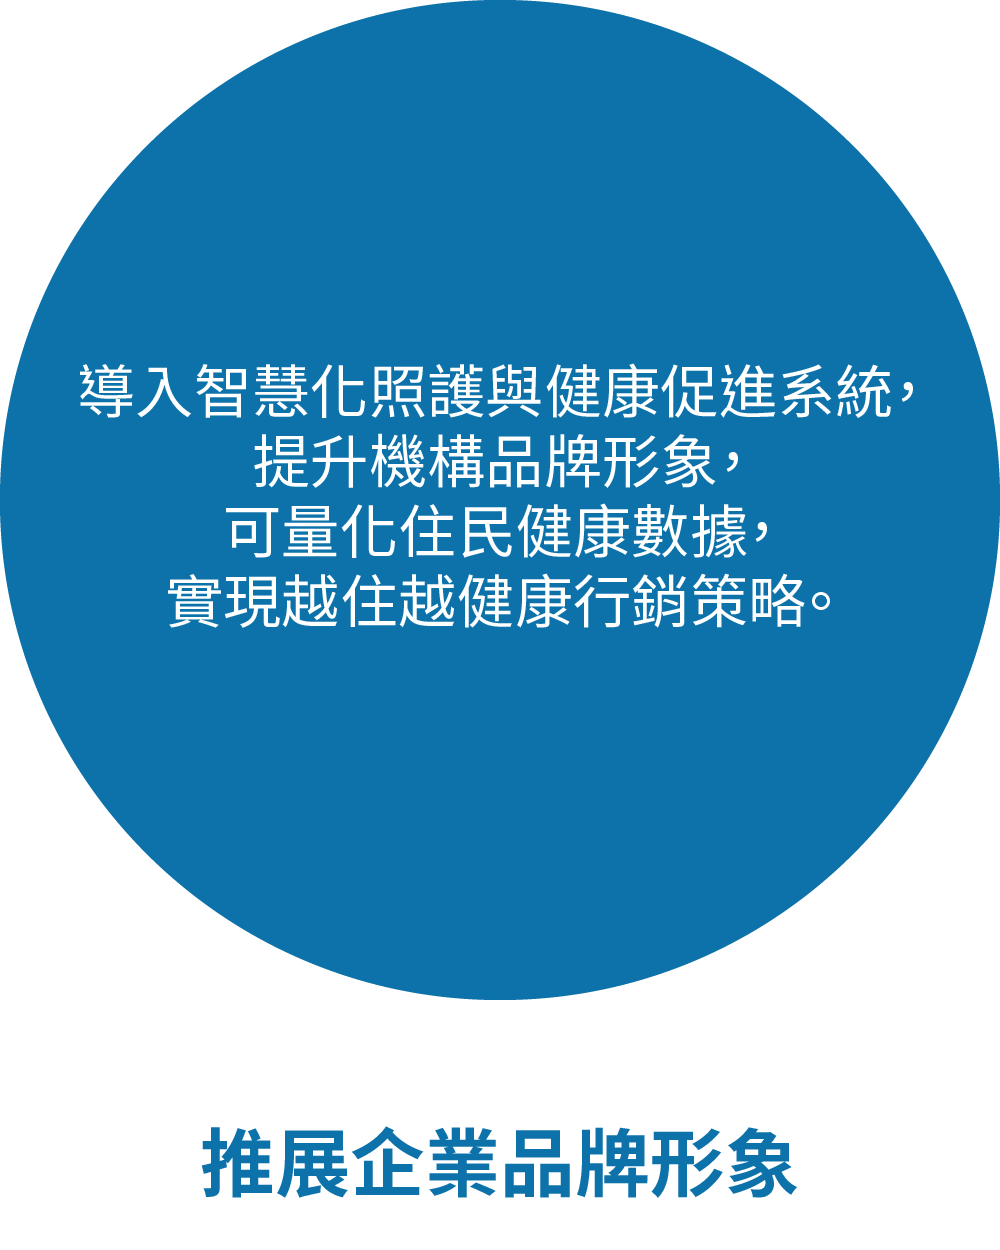 導入智慧化照護與健康促進系統，
提升機構品牌形象，
可量化住民健康數據，
實現越住越健康行銷策略。
推展企業品牌形象